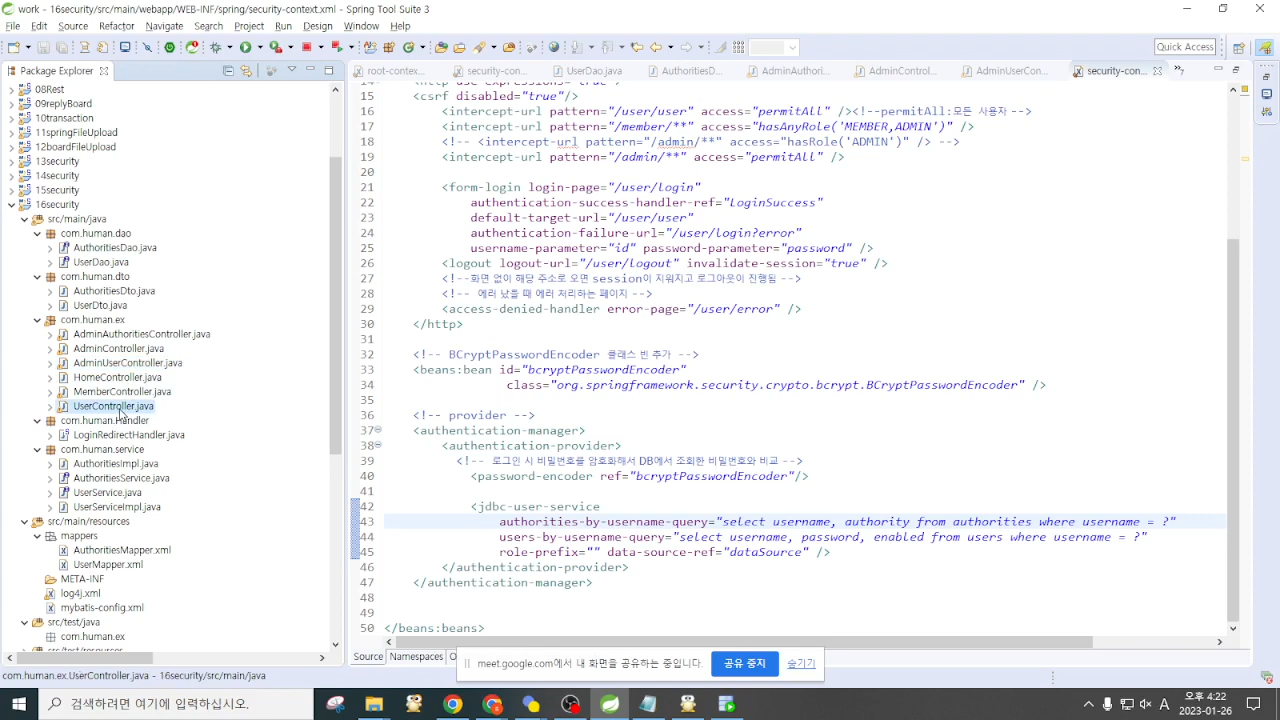 work - 16security/src/main/webapp/WEB-INF/spring/security-context.xml - Spring Tool Suite 3
File Edit Source Refactor Navigate Search Project Run Design Window Help
Quick Access
Package Explorer
08Rest
09replyBoard
10transaction
11springFileUpload
12boardFileUpload
13security
14security
15security
16security
src/main/java
com.human.dao
AuthoritiesDao.java
UserDao.java
com.human.dto
AuthoritiesDto.java
UserDto.java
com.human.ex
AdminAuthoritiesController.java
AdminController.java
AdminUserController.java
HomeController.java
MemberController.java
UserController.java
com.human.Handler
LoginRedirectHandler.java
com.human.service
AuthoritiesImpl.java
AuthoritiesService.java
UserService.java
UserServiceImpl.java
src/main/resources
mappers
AuthoritiesMapper.xml
UserMapper.xml
META-INF
log4j.xml
mybatis-config.xml
src/test/java
com.human.ex
root-contex... security-con... UserDao.java AuthoritiesD... AdminAuthori... AdminControl... AdminUserCon... security-con... "7
15 <csrf disabled="true"/>
16 <intercept-url pattern="/user/user" access="permitAll" /><!--permitAll:모든 사용자 -->
17 <intercept-url pattern="/member/**" access="hasAnyRole('MEMBER,ADMIN')" />
18 <!-- <intercept-url pattern="/admin/**" access="hasRole('ADMIN')" /> -->
19 <intercept-url pattern="/admin/**" access="permitAll" />
20
21 <form-login login-page="/user/login"
22 authentication-success-handler-ref="LoginSuccess"
23 default-target-url="/user/user"
24 authentication-failure-url="/user/login?error"
25 username-parameter="id" password-parameter="password" />
26 <logout logout-url="/user/logout" invalidate-session="true" />
27 <!--화면 없이 해당 주소로 오면 session이 지워지고 로그아웃이 진행됨 -->
28 <!-- 에러 났을 때 에러 처리하는 페이지 -->
29 <access-denied-handler error-page="/user/error" />
30 </http>
31
32 <!-- BCryptPasswordEncoder 클래스 빈 추가 -->
33 <beans:bean id="bcryptPasswordEncoder"
34 class="org.springframework.security.crypto.bcrypt.BCryptPasswordEncoder" />
35
36 <!-- provider -->
37 <authentication-manager>
38 <authentication-provider>
39 <!-- 로그인 시 비밀번호를 암호화해서 DB에서 조회한 비밀번호와 비교 -->
40 <password-encoder ref="bcryptPasswordEncoder"/>
41
42 <jdbc-user-service
43 authorities-by-username-query="select username, authority from authorities where username = ?"
44 users-by-username-query="select username, password, enabled from users where username = ?"
45 role-prefix="" data-source-ref="dataSource" />
46 </authentication-provider>
47 </authentication-manager>
48
49
50 </beans:beans>
Source Namespaces
meet.google.com에서 내 화면을 공유하는 중입니다. 공유 중지 숨기기
com.human.ex.UserController.java - 16security/src/main/java
검색하려면 여기에 입력하십시오.
A 오후 4:22
2023-01-26